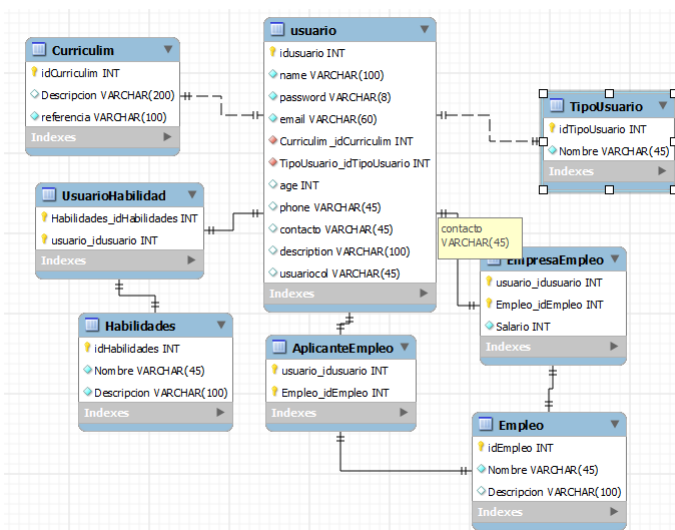 Curriculim
idCurriculim INT
Descripcion VARCHAR(200)
referencia VARCHAR(100)
Indexes
usuario
idusuario INT
name VARCHAR(100)
password VARCHAR(8)
email VARCHAR(60)
Curriculim_idCurriculim INT
TipoUsuario_idTipoUsuario INT
age INT
phone VARCHAR(45)
contacto VARCHAR(45)
description VARCHAR(100)
usuariocol VARCHAR(45)
Indexes
TipoUsuario
idTipoUsuario INT
Nombre VARCHAR(45)
Indexes
UsuarioHabilidad
Habilidades_idHabilidades INT
usuario_idusuario INT
Indexes
contacto
VARCHAR(45)
EmpresaEmpleo
usuario_idusuario INT
Empleo_idEmpleo INT
Salario INT
Indexes
Habilidades
idHabilidades INT
Nombre VARCHAR(45)
Descripcion VARCHAR(100)
Indexes
AplicanteEmpleo
usuario_idusuario INT
Empleo_idEmpleo INT
Indexes
Empleo
idEmpleo INT
Nombre VARCHAR(45)
Descripcion VARCHAR(100)
Indexes